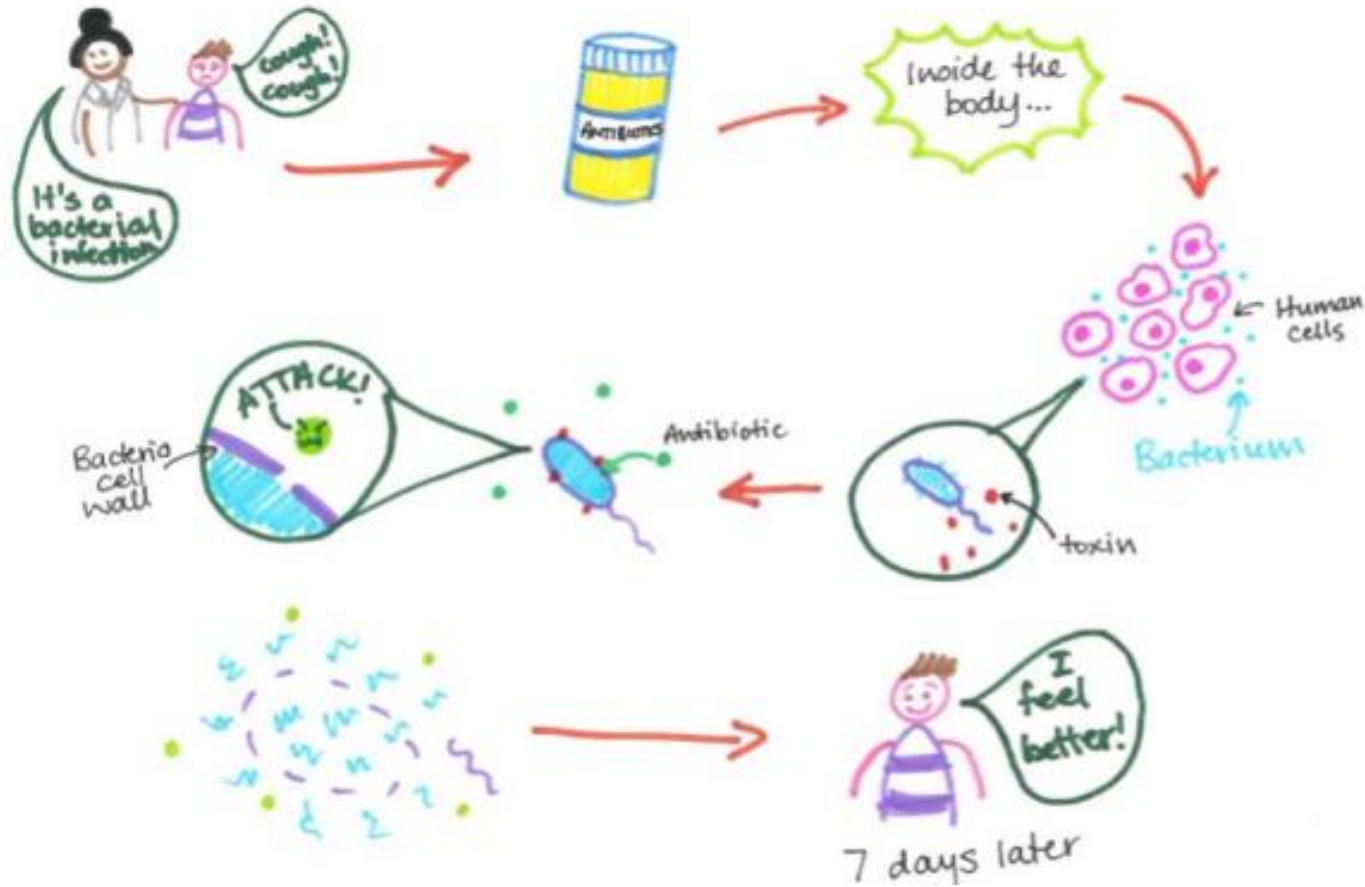 cough!
cough!
It's a
bacterial
infection
ANTIBIOTICS
Inside the
body...
Human
cells
Bacterium
toxin
Antibiotic
ATTACK!
Bacteria
cell
wall
I
feel
better!
7 days later